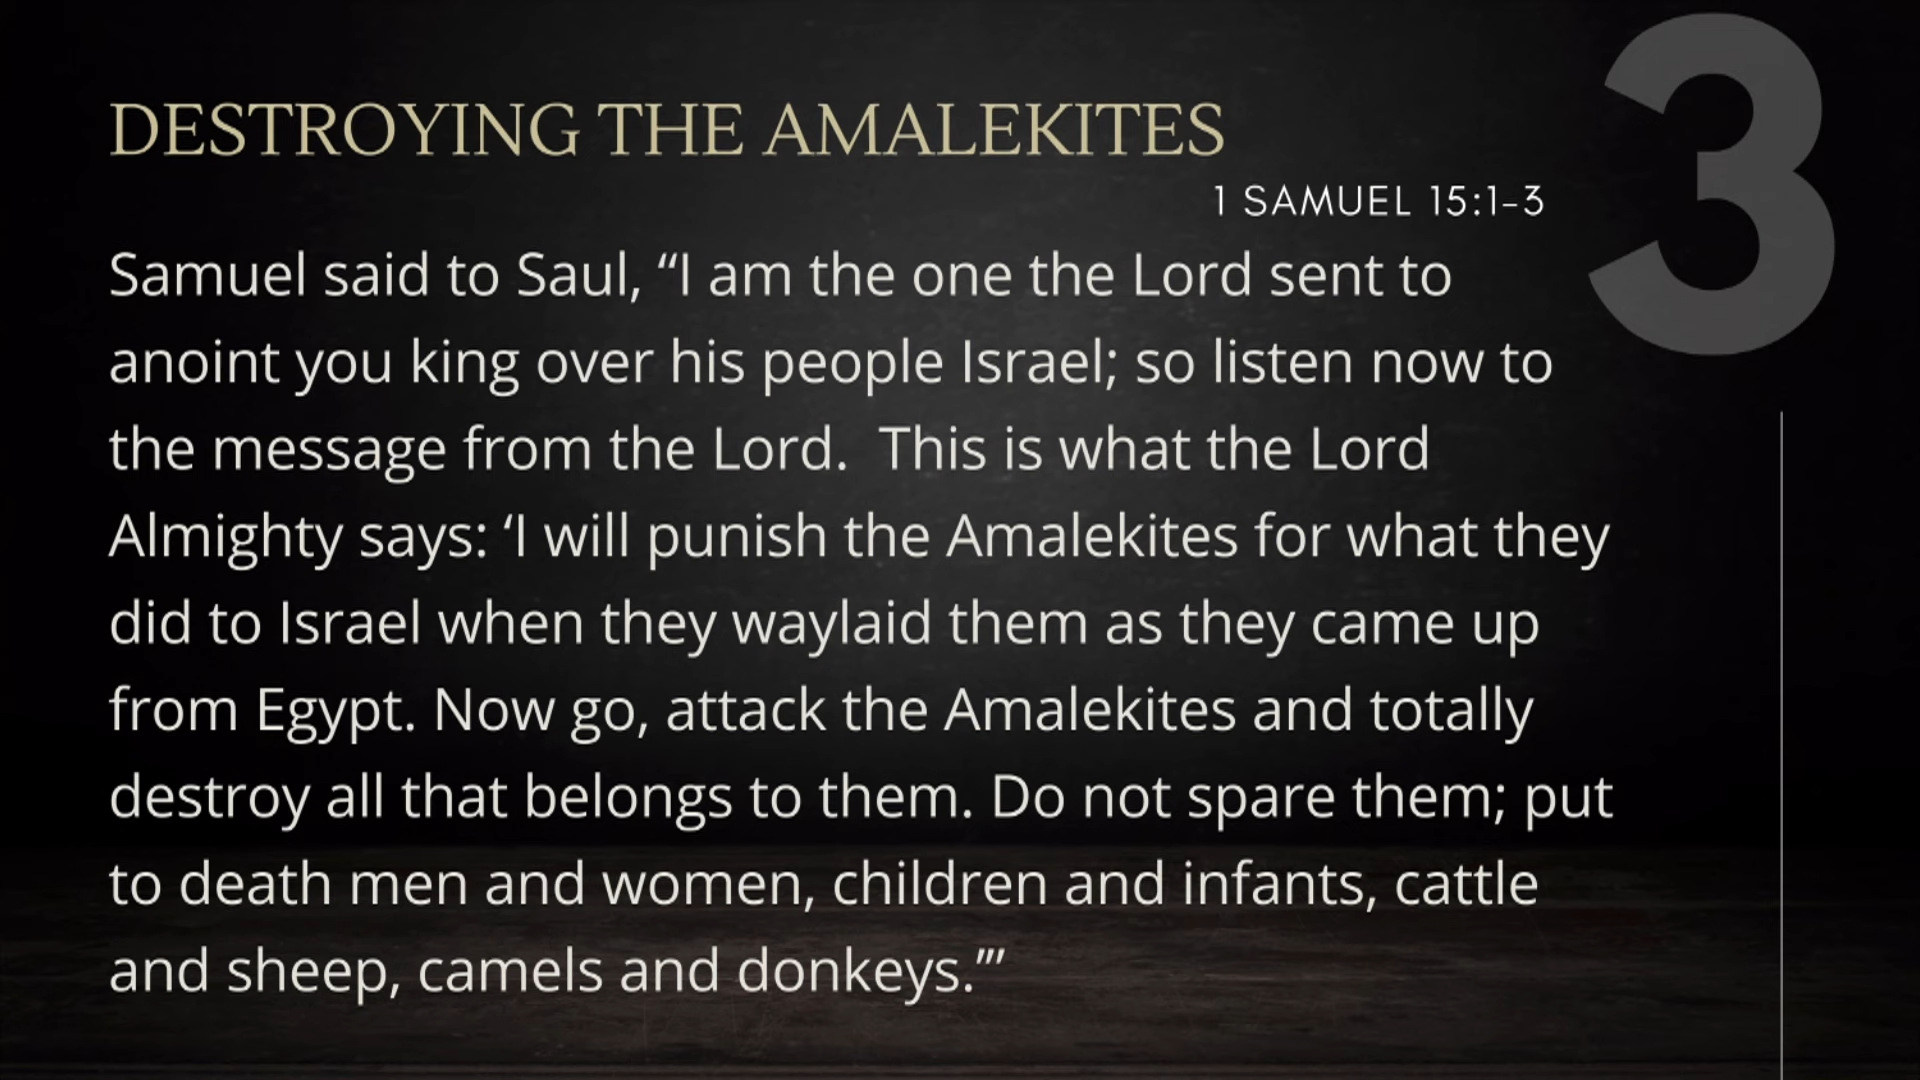 3
DESTROYING THE AMALEKITES
1 SAMUEL 15:1-3
Samuel said to Saul, “I am the one the Lord sent to
anoint you king over his people Israel; so listen now to
the message from the Lord.  This is what the Lord
Almighty says: ‘I will punish the Amalekites for what they
did to Israel when they waylaid them as they came up
from Egypt. Now go, attack the Amalekites and totally
destroy all that belongs to them. Do not spare them; put
to death men and women, children and infants, cattle
and sheep, camels and donkeys.”’